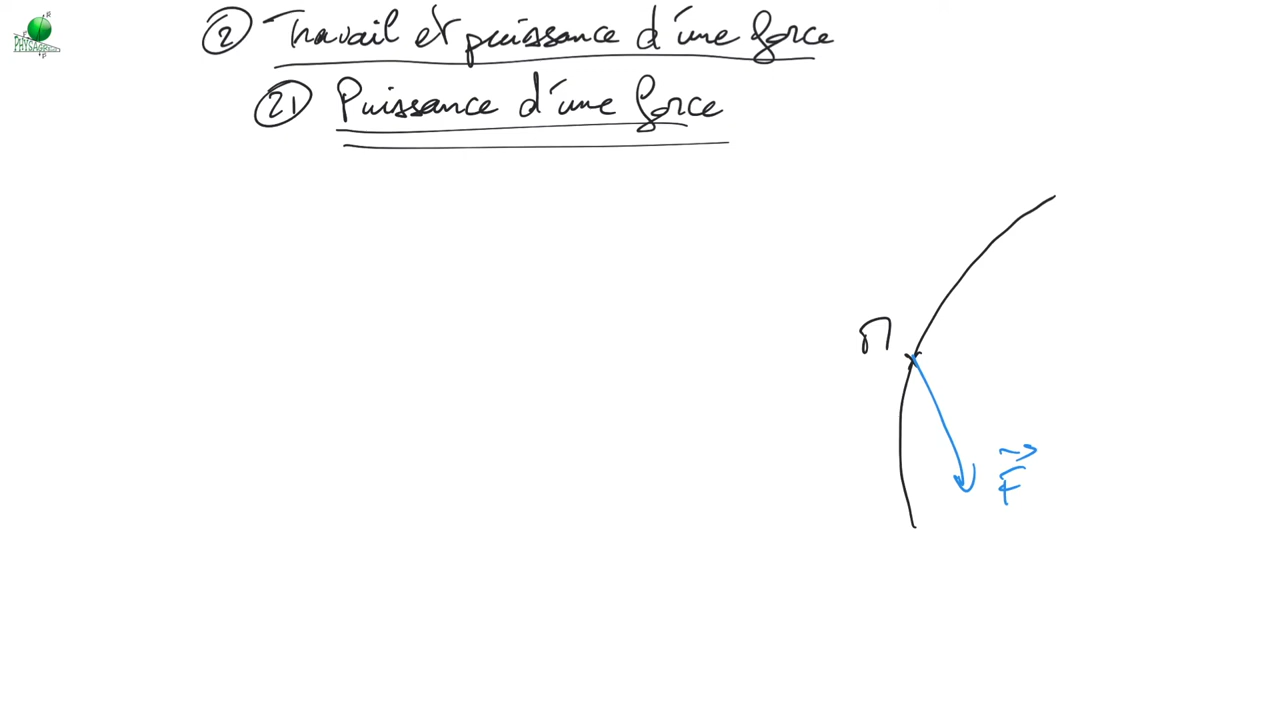 ② Travail et puissance d'une force
㉑ Puissance d'une force
M
F⃗